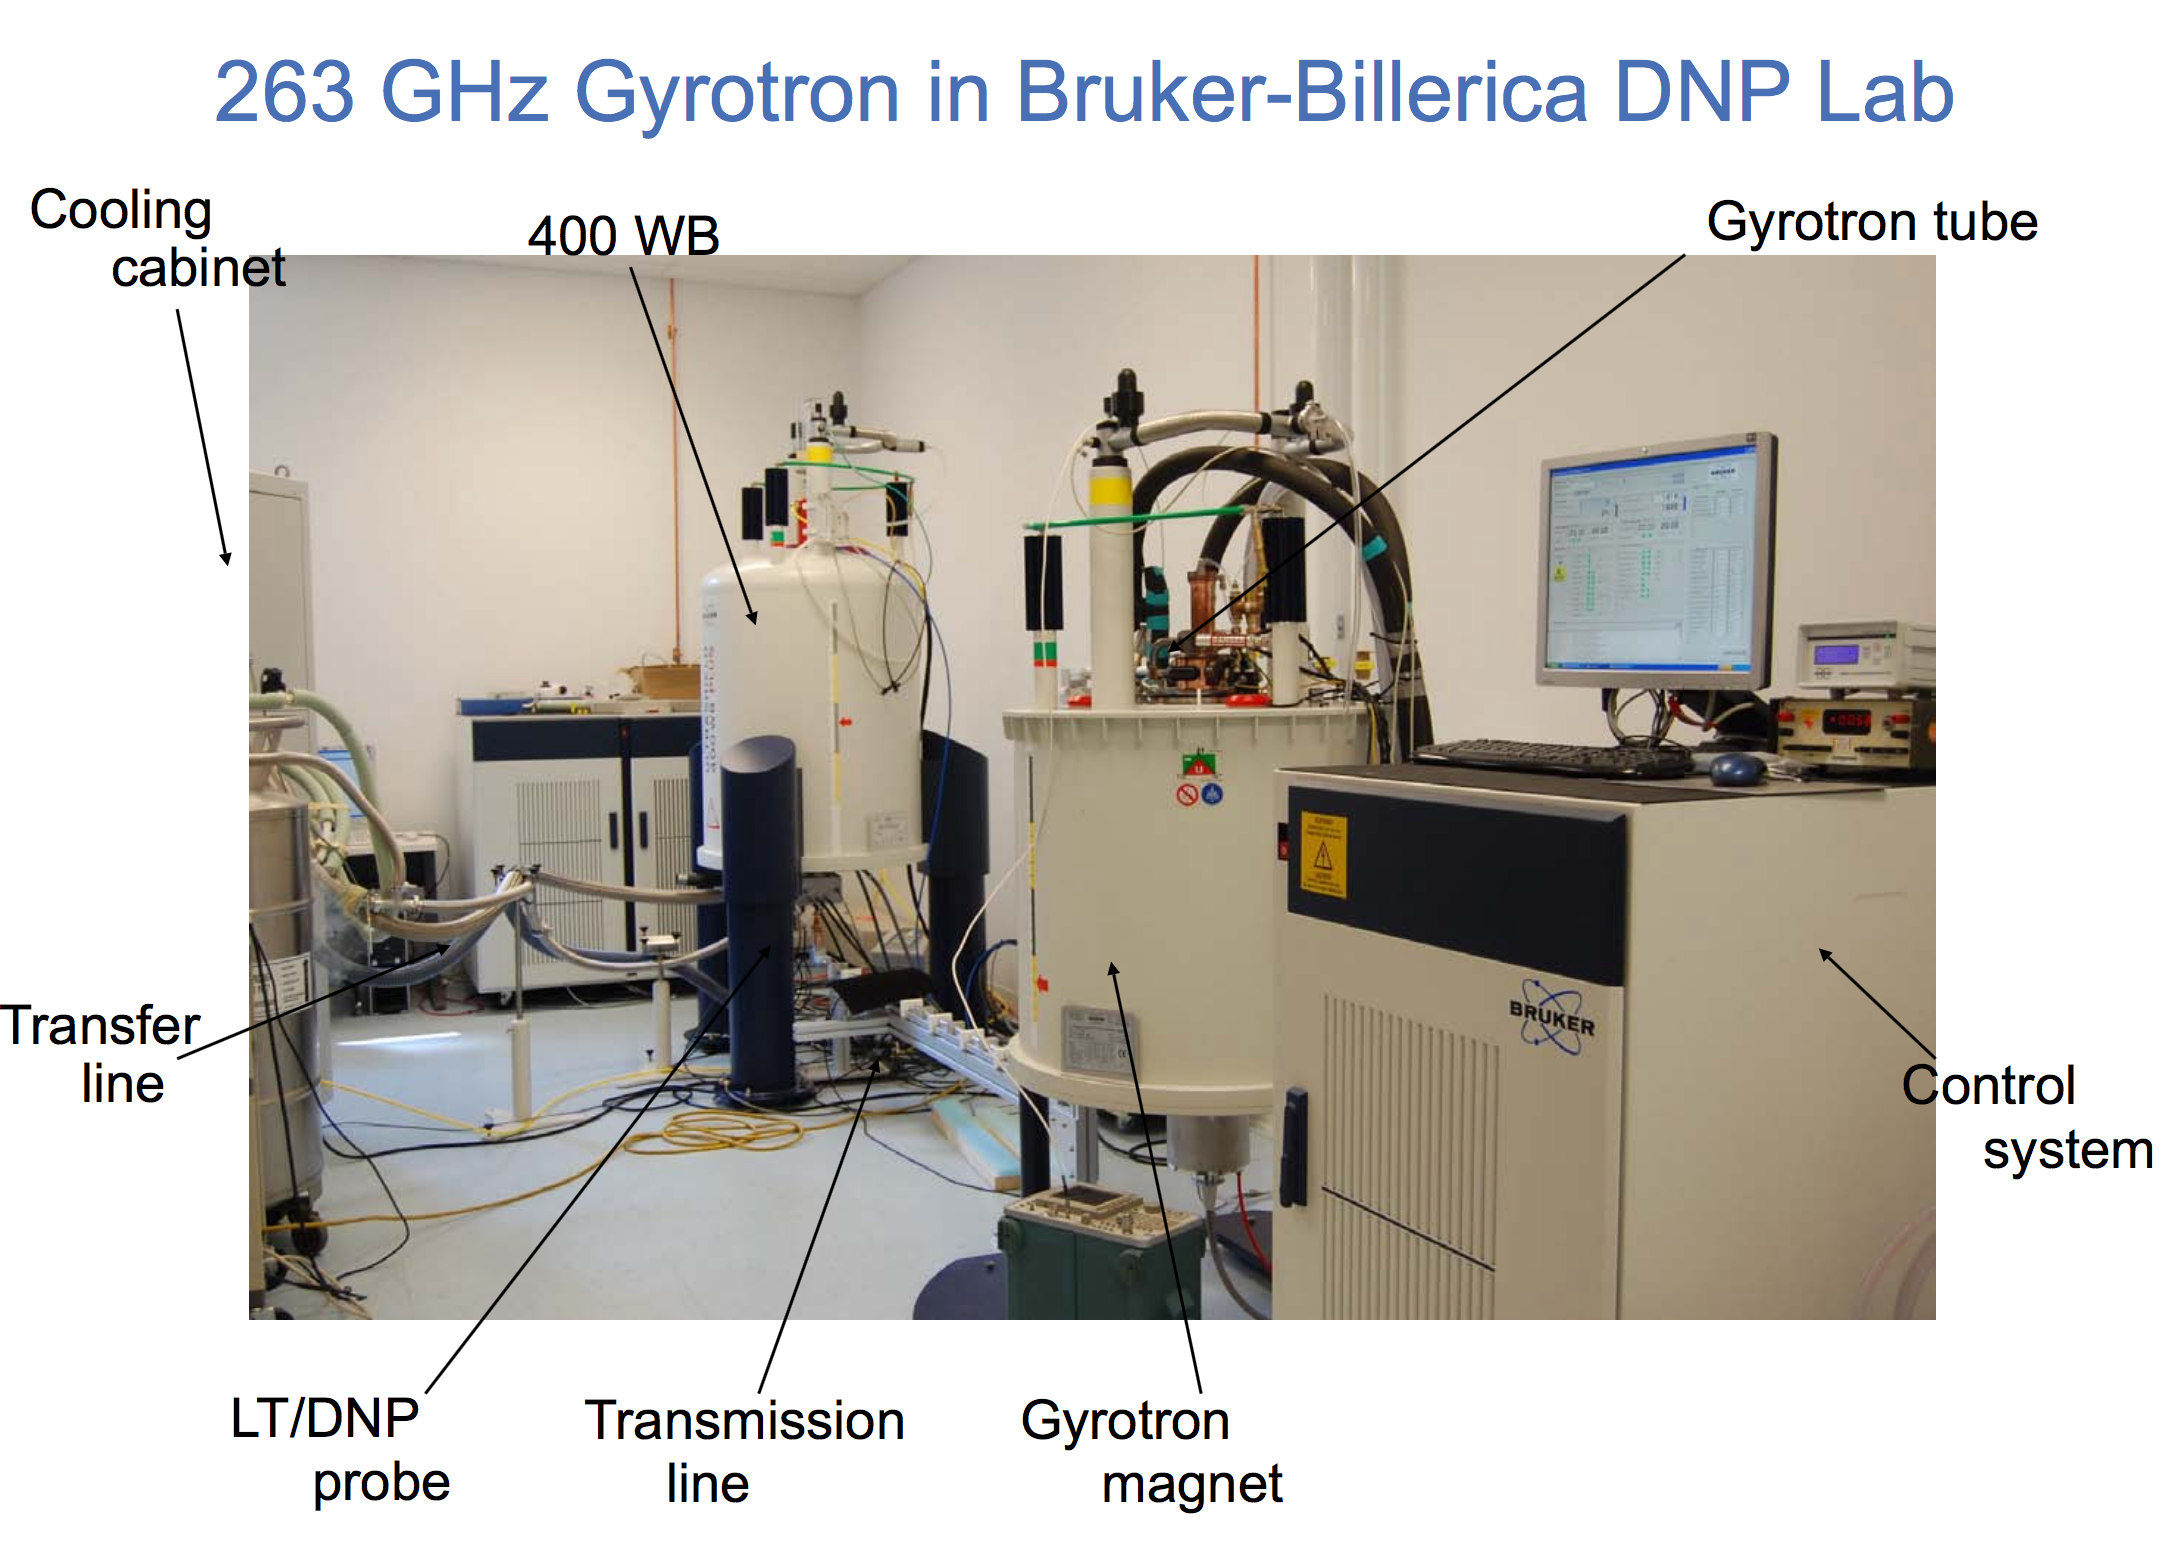 263 GHz Gyrotron in Bruker-Billerica DNP Lab
Cooling
cabinet
400 WB
Gyrotron tube
BRUKER
Transfer
line
Control
system
LT/DNP
probe
Transmission
line
Gyrotron
magnet